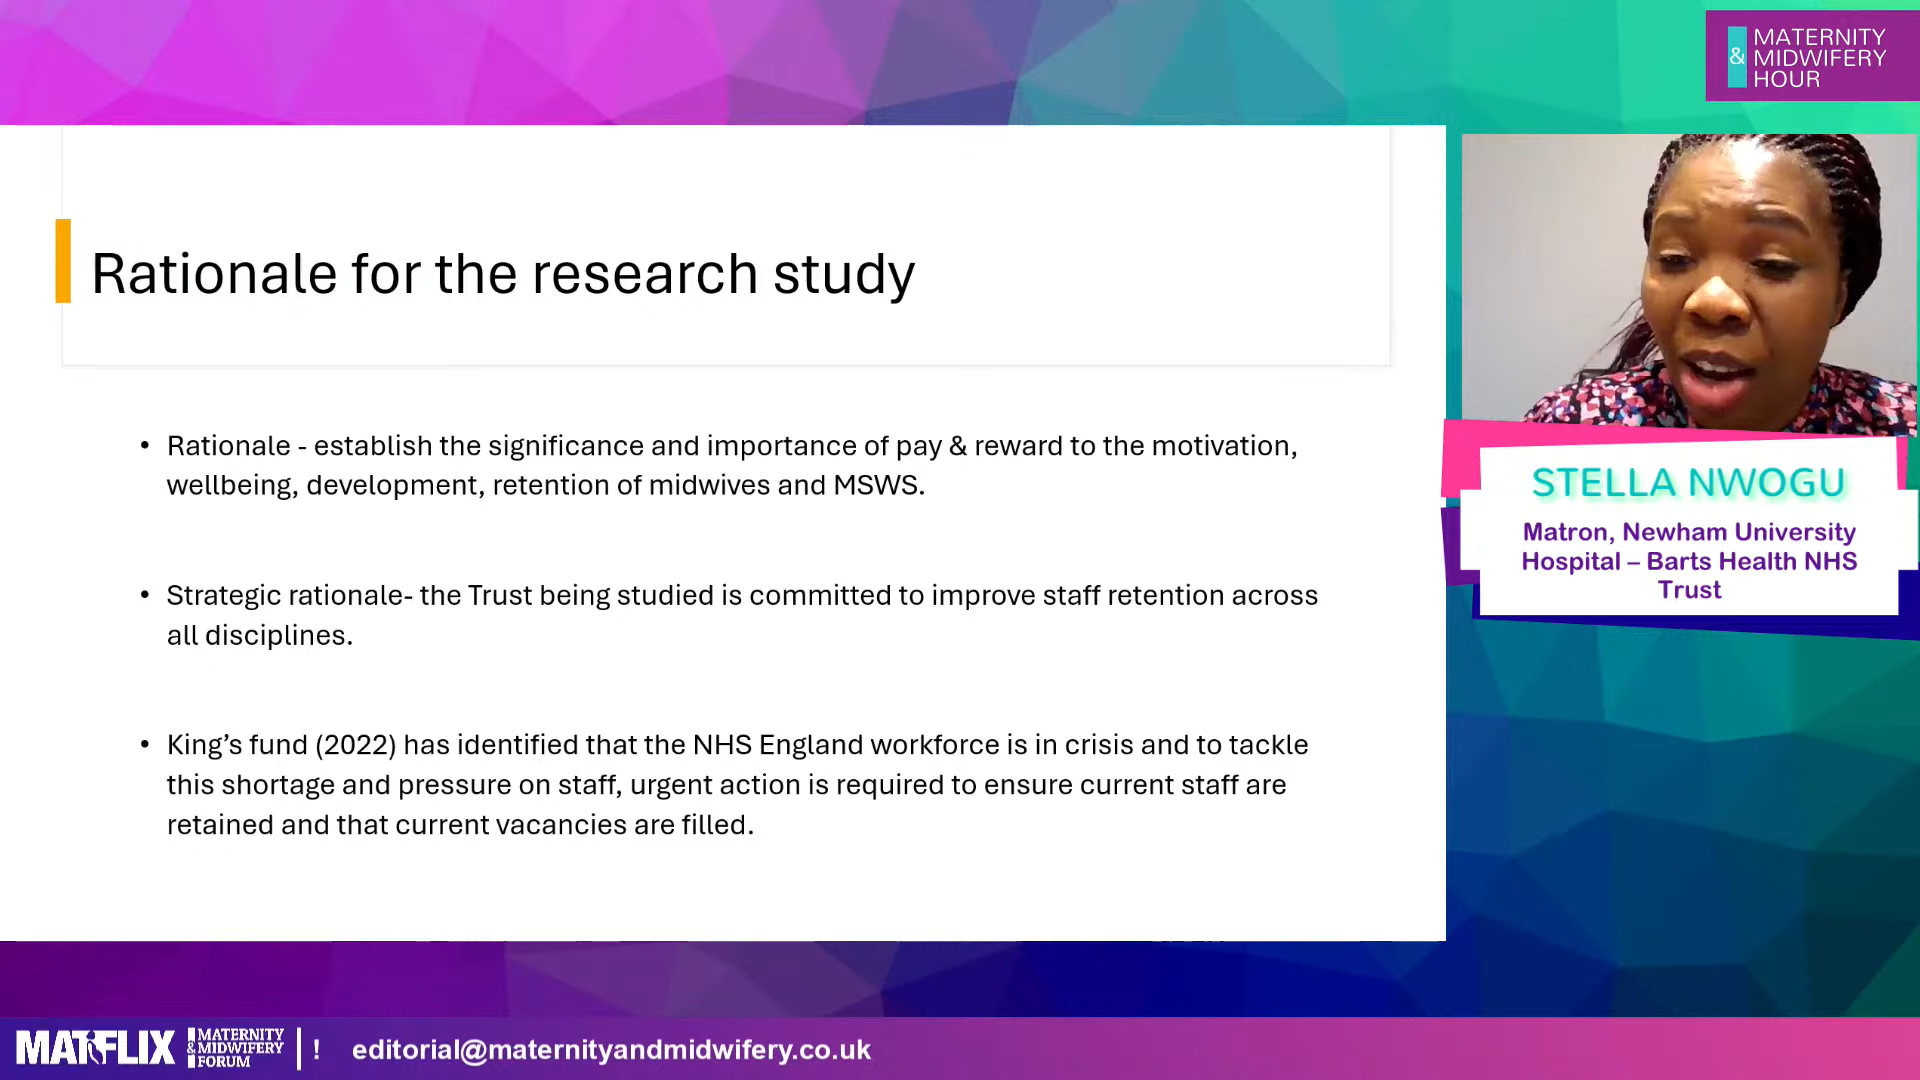 MATERNITY
& MIDWIFERY
HOUR
Rationale for the research study
• Rationale - establish the significance and importance of pay & reward to the motivation,
wellbeing, development, retention of midwives and MSWS.
• Strategic rationale- the Trust being studied is committed to improve staff retention across
all disciplines.
• King’s fund (2022) has identified that the NHS England workforce is in crisis and to tackle
this shortage and pressure on staff, urgent action is required to ensure current staff are
retained and that current vacancies are filled.
STELLA NWOGU
Matron, Newham University
Hospital – Barts Health NHS
Trust
MATFLIX
MATERNITY
& MIDWIFERY
FORUM
! editorial@maternityandmidwifery.co.uk